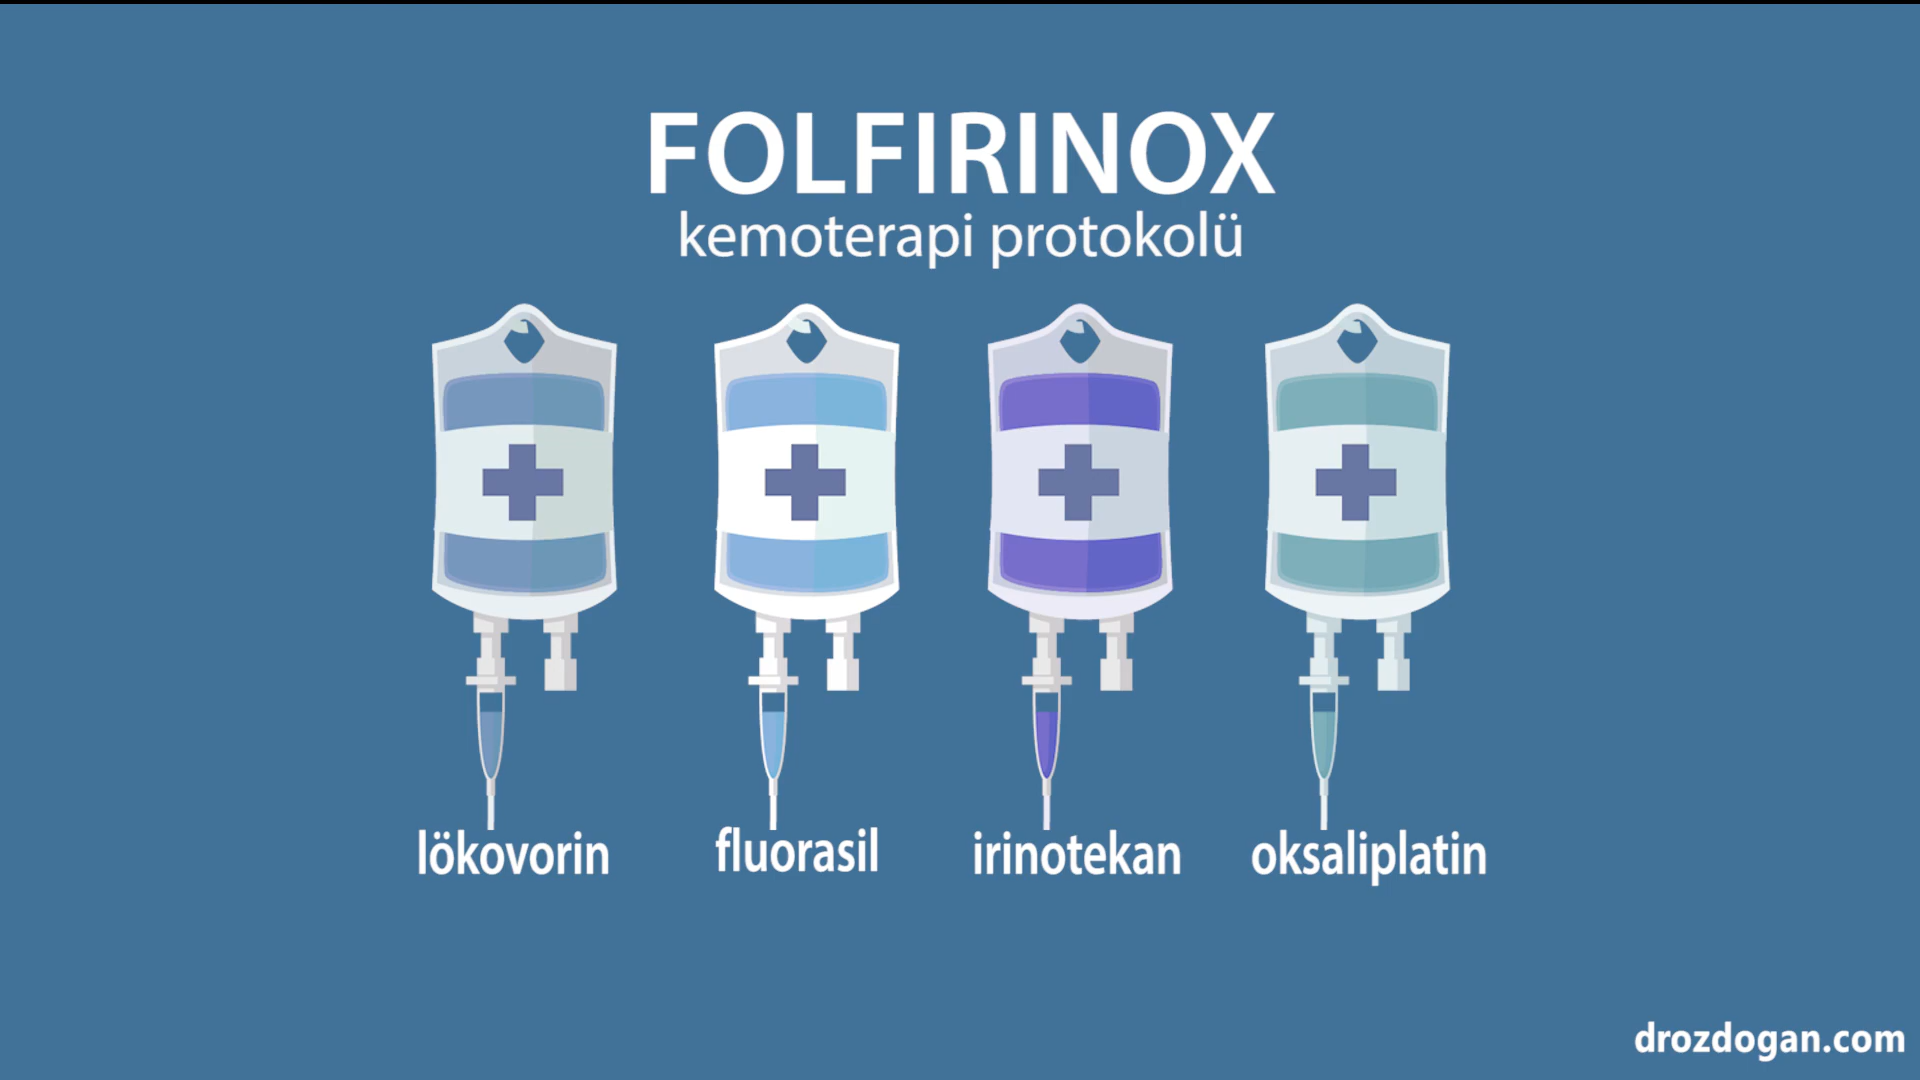 FOLFIRINOX
kemoterapi protokolü
lökovorin
fluorasil
irinotekan
oksaliplatin
drozdogan.com